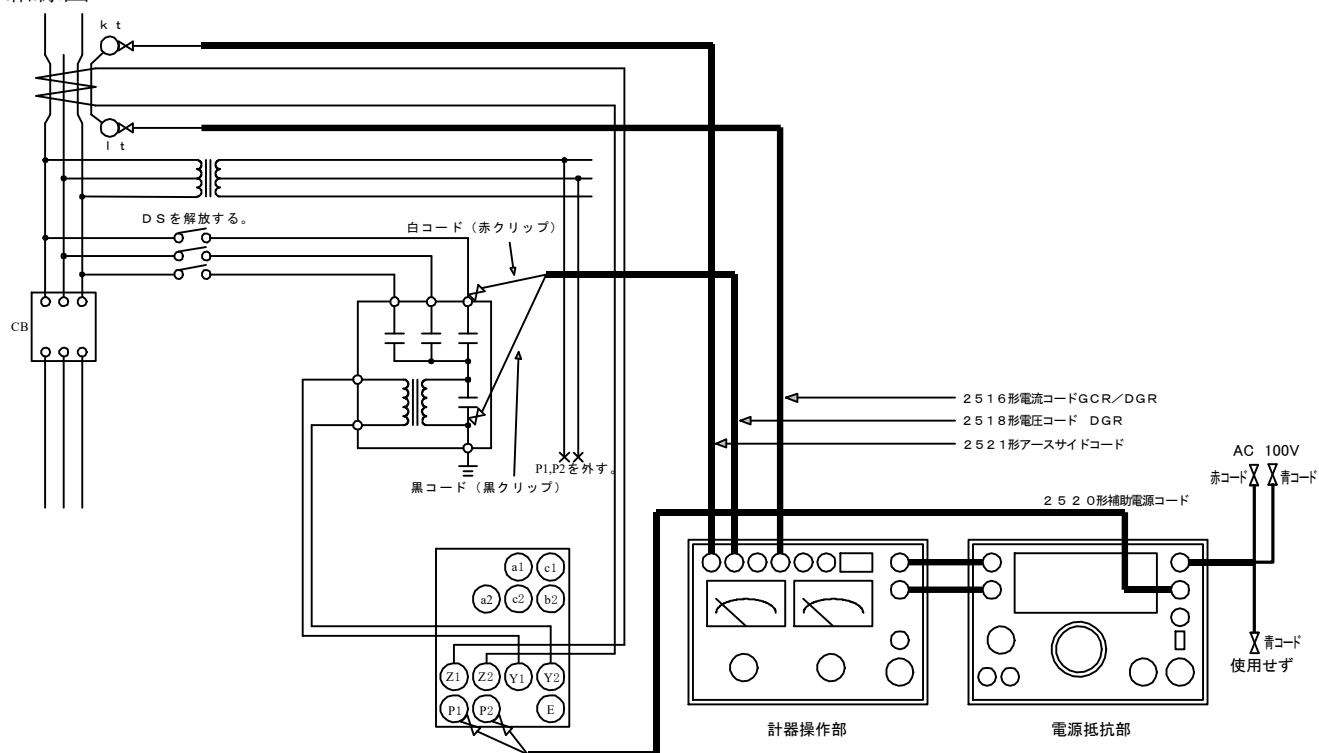 k t
l t
DSを解放する。
白コード（赤クリップ）
CB
2516形電流コードGCR／DGR
2518形電圧コード DGR
2521形アースサイドコード
P1,P2を外す。
黒コード（黒クリップ）
AC 100V
赤コード
青コード
2520形補助電源コード
a1
c1
a2
c2
b2
青コード
使用せず
Z1
Z2
Y1
Y2
P1
P2
E
計器操作部
電源抵抗部